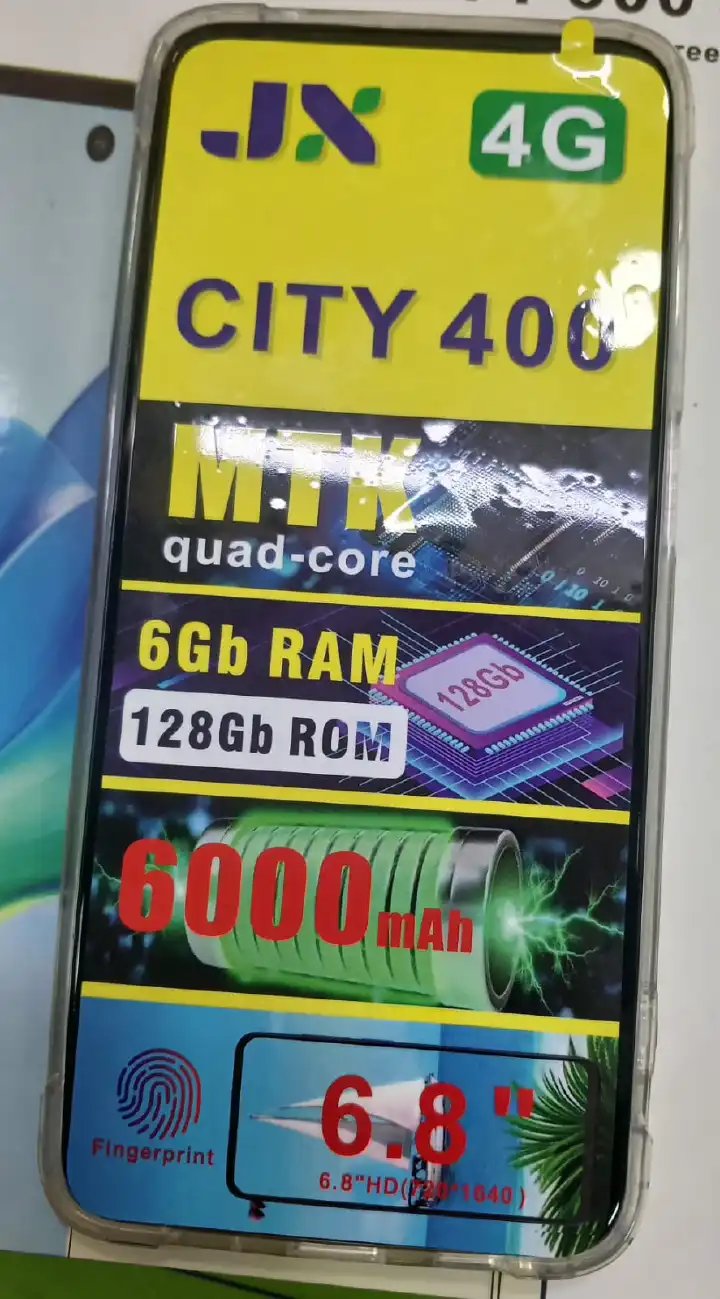 JX
4G
CITY 400
MTK
quad-core
6Gb RAM
128Gb ROM
128Gb
6000mAh
Fingerprint
6.8"
6.8"HD(720*1640)